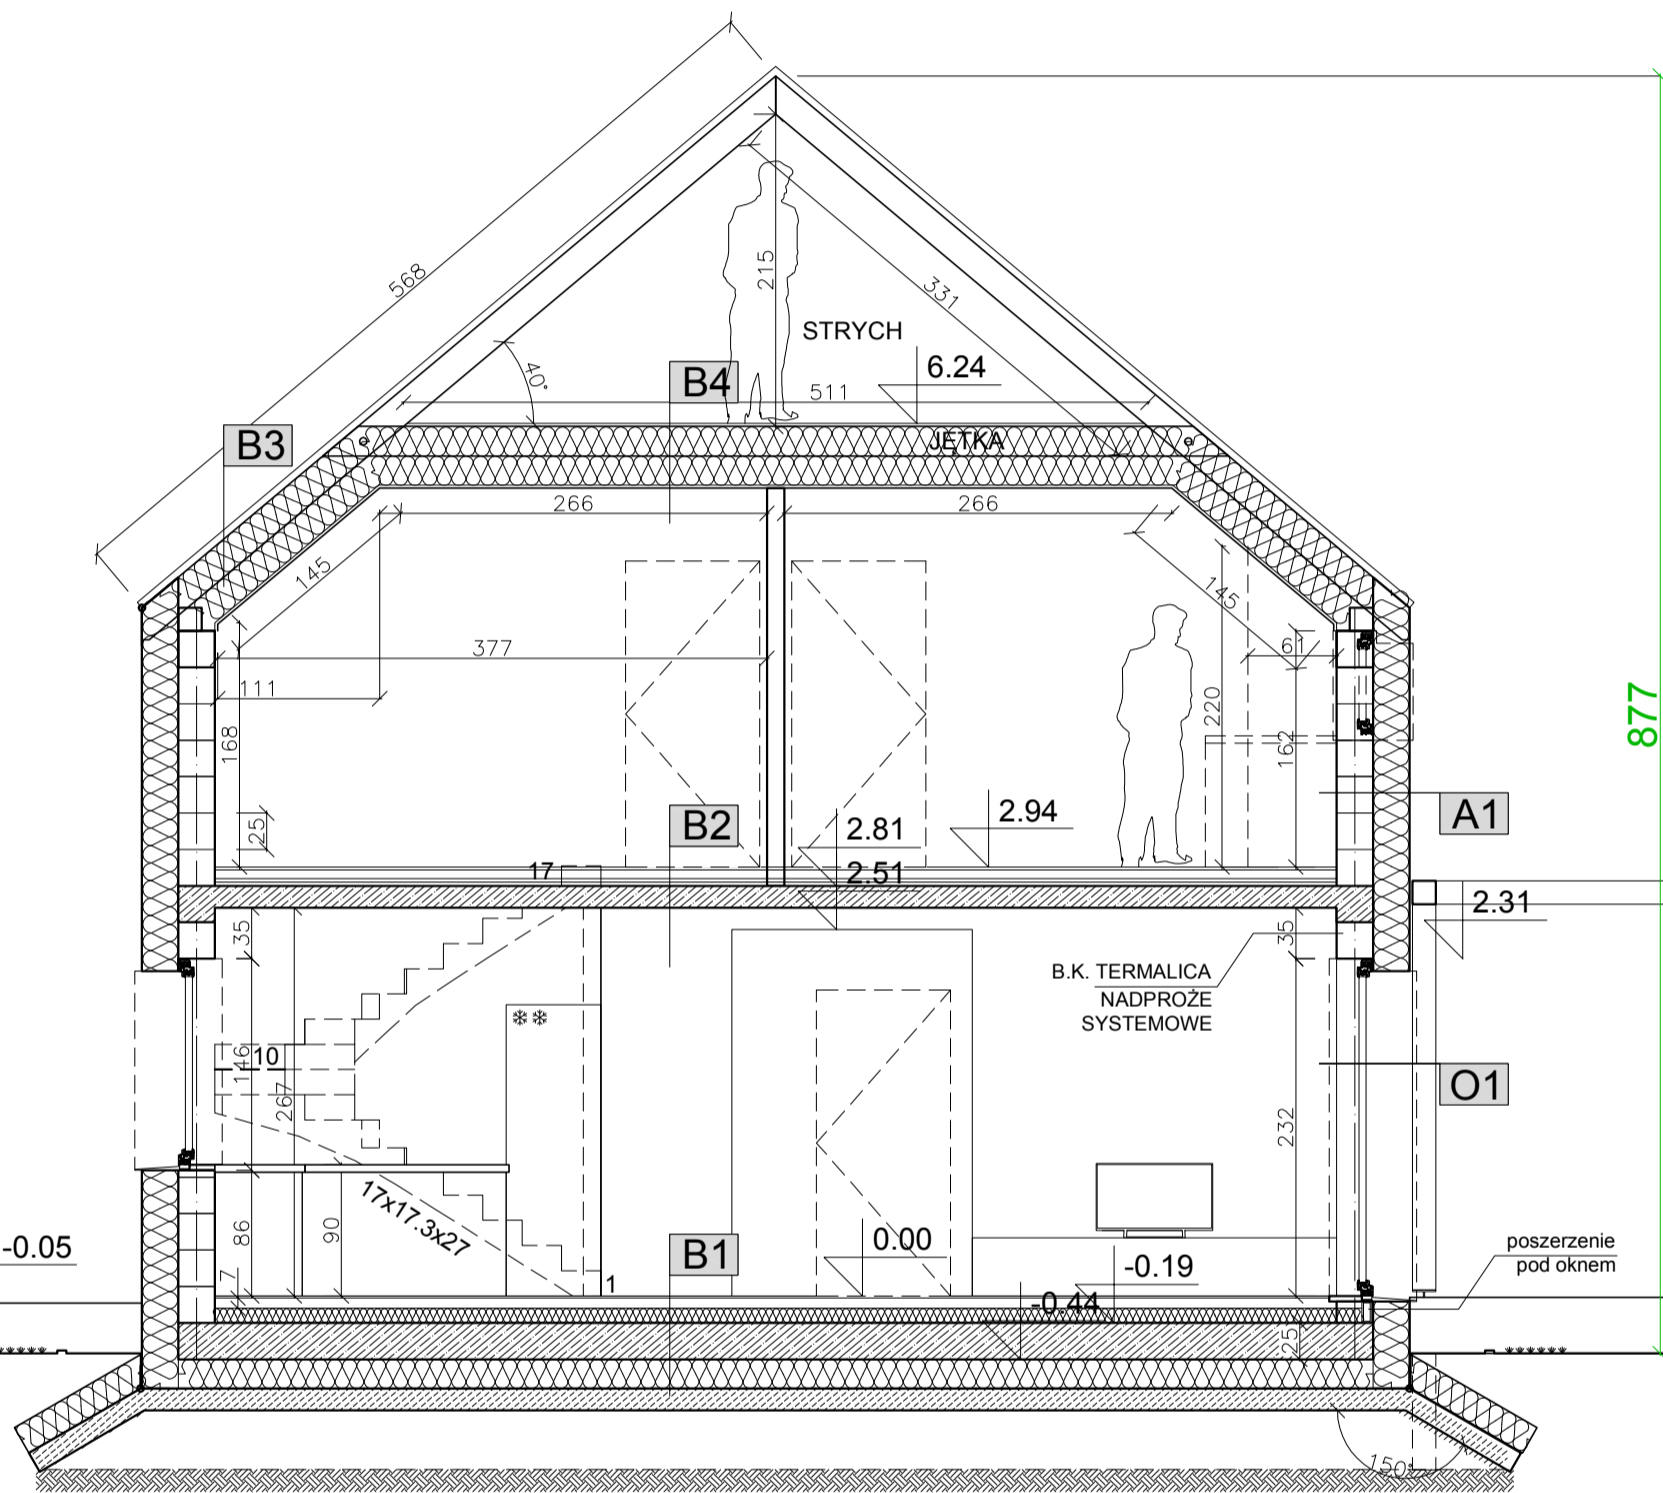 568
215
331
STRYCH
6.24
40°
B4
511
B3
JĘTKA
266
266
145
145
377
61
111
220
877
168
162
25
B2
2.81
2.94
A1
17
2.51
2.31
35
35
B.K. TERMALICA
NADPROŻE
SYSTEMOWE
146
10
267
O1
232
17x17.3x27
86
90
-0.05
B1
0.00
-0.19
poszerzenie
pod oknem
7
1
-0.44
25
150°